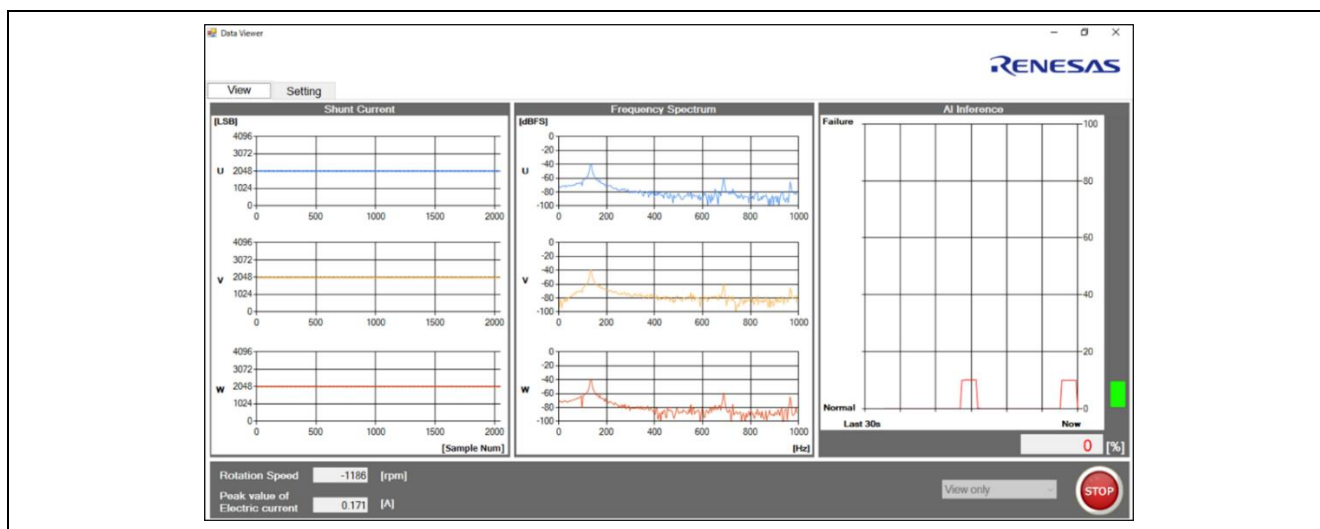 Data Viewer
RENESAS
View Setting
Shunt Current
[LSB]
4096
3072
U 2048
1024
0
0 500 1000 1500 2000
4096
3072
V 2048
1024
0
0 500 1000 1500 2000
4096
3072
W 2048
1024
0
0 500 1000 1500 2000
[Sample Num]
Frequency Spectrum
[dBFS]
0
-20
-40
U -60
-80
-100
0 200 400 600 800 1000
0
-20
-40
V -60
-80
-100
0 200 400 600 800 1000
0
-20
-40
W -60
-80
-100
0 200 400 600 800 1000
[Hz]
AI Inference
Failure 100
80
60
40
20
Normal 0
Last 30s Now
0 [%]
Rotation Speed -1186 [rpm]
Peak value of
Electric current 0.171 [A]
View only
STOP